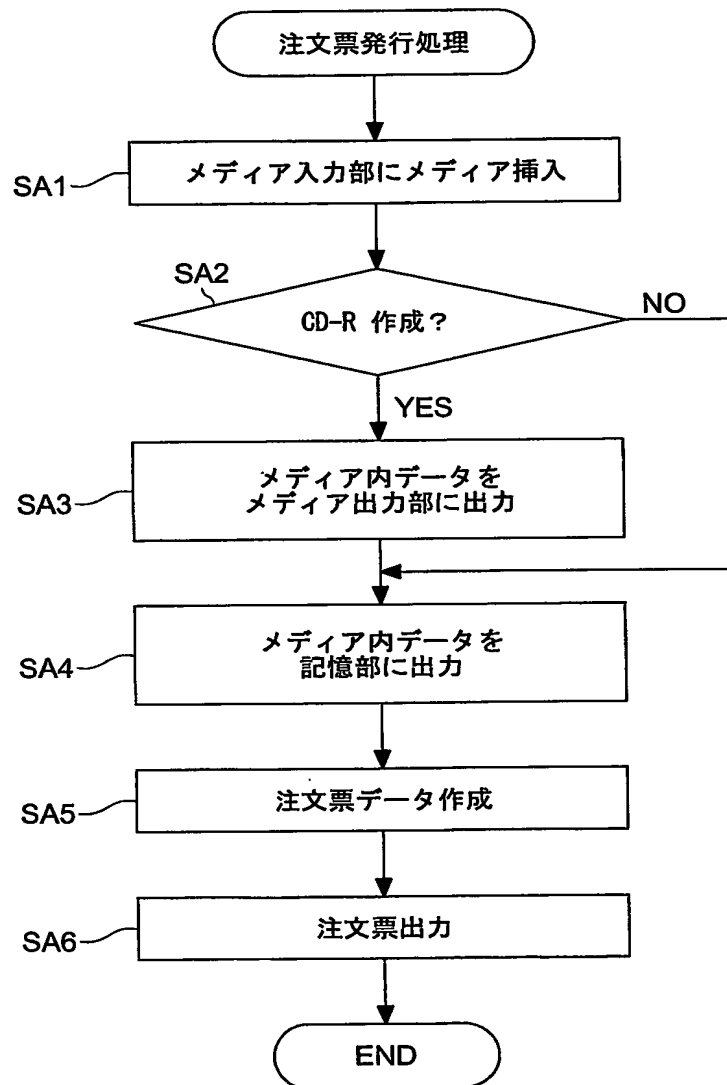 注文票発行処理
SA1
メディア入力部にメディア挿入
SA2
CD-R 作成?
NO
YES
SA3
メディア内データを
メディア出力部に出力
SA4
メディア内データを
記憶部に出力
SA5
注文票データ作成
SA6
注文票出力
END